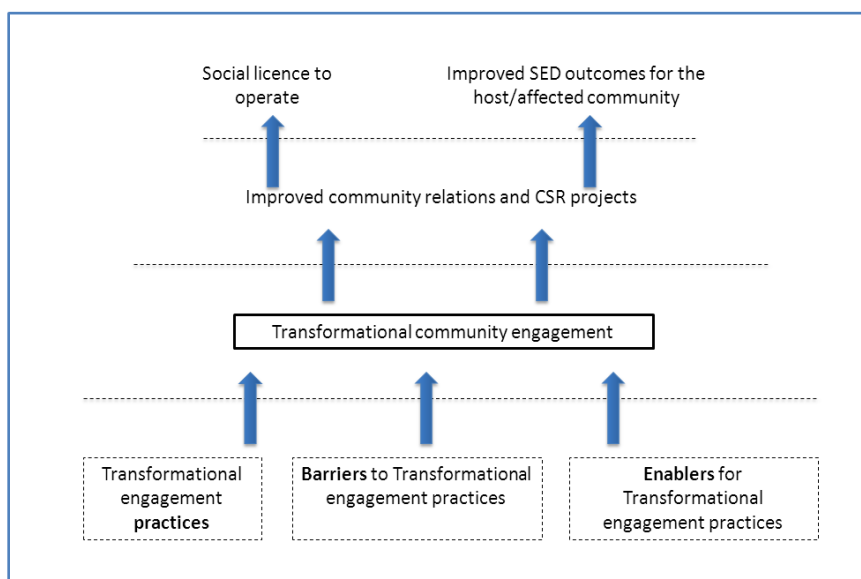 Social licence to
operate
Improved SED outcomes for the
host/affected community
Improved community relations and CSR projects
Transformational community engagement
Transformational
engagement
practices
Barriers to Transformational
engagement practices
Enablers for
Transformational
engagement practices